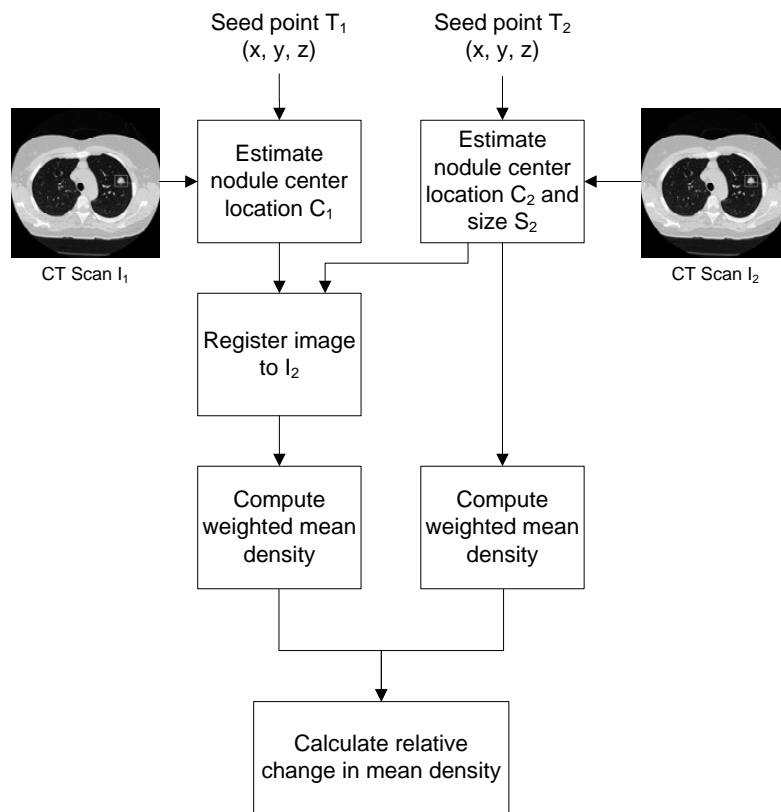 Seed point T₁
(x, y, z)
Seed point T₂
(x, y, z)
Estimate
nodule center
location C₁
Estimate
nodule center
location C₂ and
size S₂
CT Scan I₁
CT Scan I₂
Register image
to I₂
Compute
weighted mean
density
Compute
weighted mean
density
Calculate relative
change in mean density